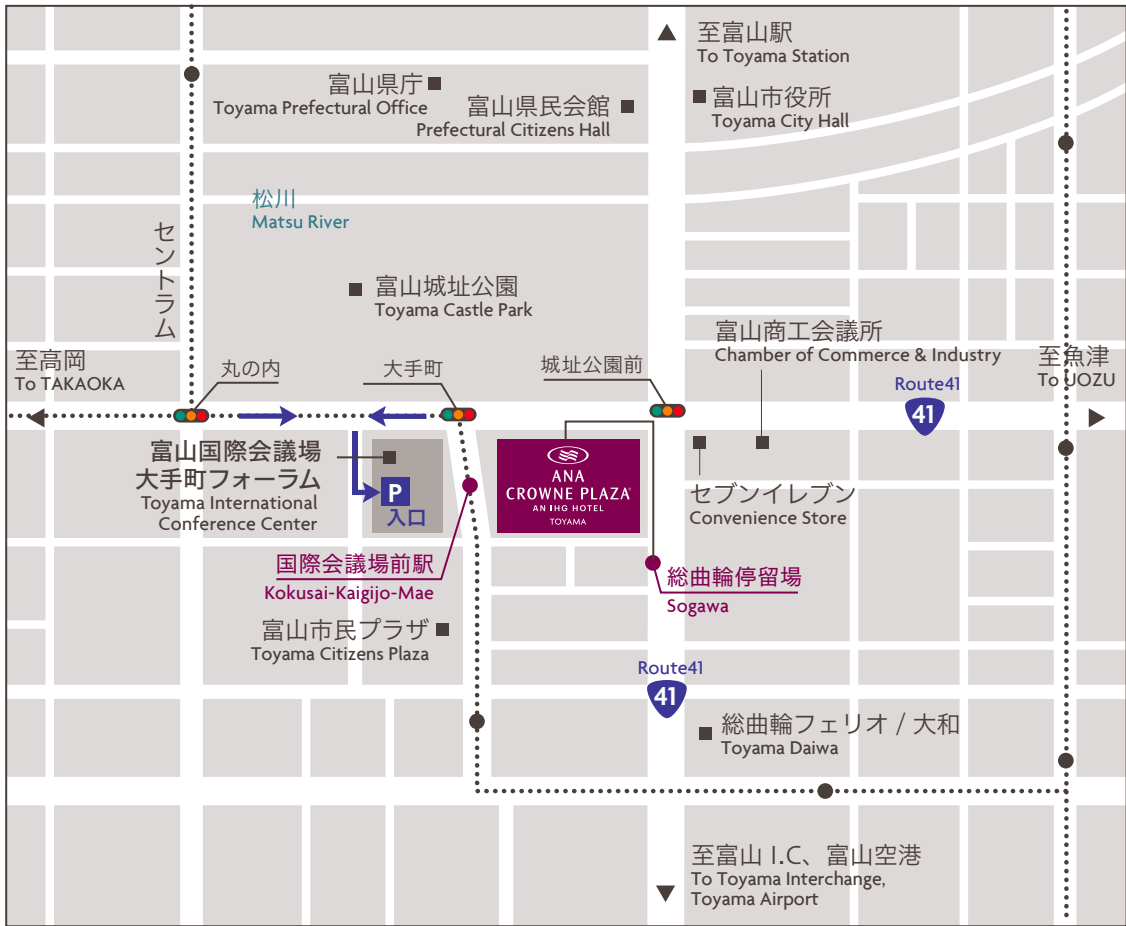 至富山駅
To Toyama Station
富山県庁
Toyama Prefectural Office
富山県民会館
Prefectural Citizens Hall
富山市役所
Toyama City Hall
松川
Matsu River
セントラム
富山城址公園
Toyama Castle Park
富山商工会議所
Chamber of Commerce & Industry
至高岡
To TAKAOKA
丸の内
大手町
城址公園前
至魚津
To UOZU
Route41
41
富山国際会議場
大手町フォーラム
Toyama International
Conference Center
P
入口
ANA
CROWNE PLAZA
AN IHG HOTEL
TOYAMA
セブンイレブン
Convenience Store
国際会議場前駅
Kokusai-Kaigijo-Mae
総曲輪停留場
Sogawa
富山市民プラザ
Toyama Citizens Plaza
Route41
41
総曲輪フェリオ / 大和
Toyama Daiwa
至富山 I.C、富山空港
To Toyama Interchange,
Toyama Airport